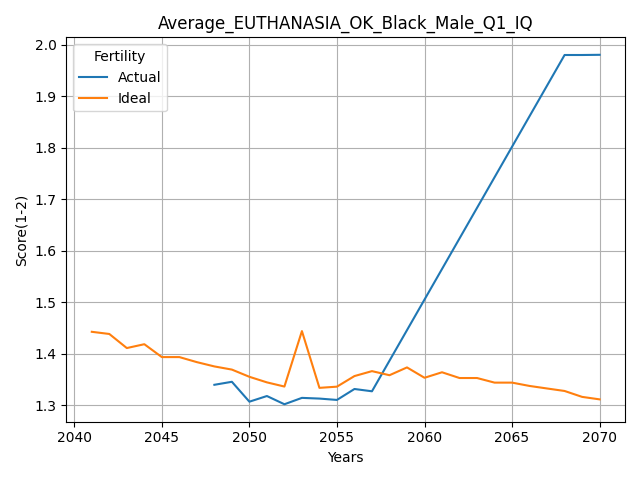 Average_EUTHANASIA_OK_Black_Male_Q1_IQ
Fertility
Actual
Ideal
Score(1-2)
2.0
1.9
1.8
1.7
1.6
1.5
1.4
1.3
2040
2045
2050
2055
2060
2065
2070
Years